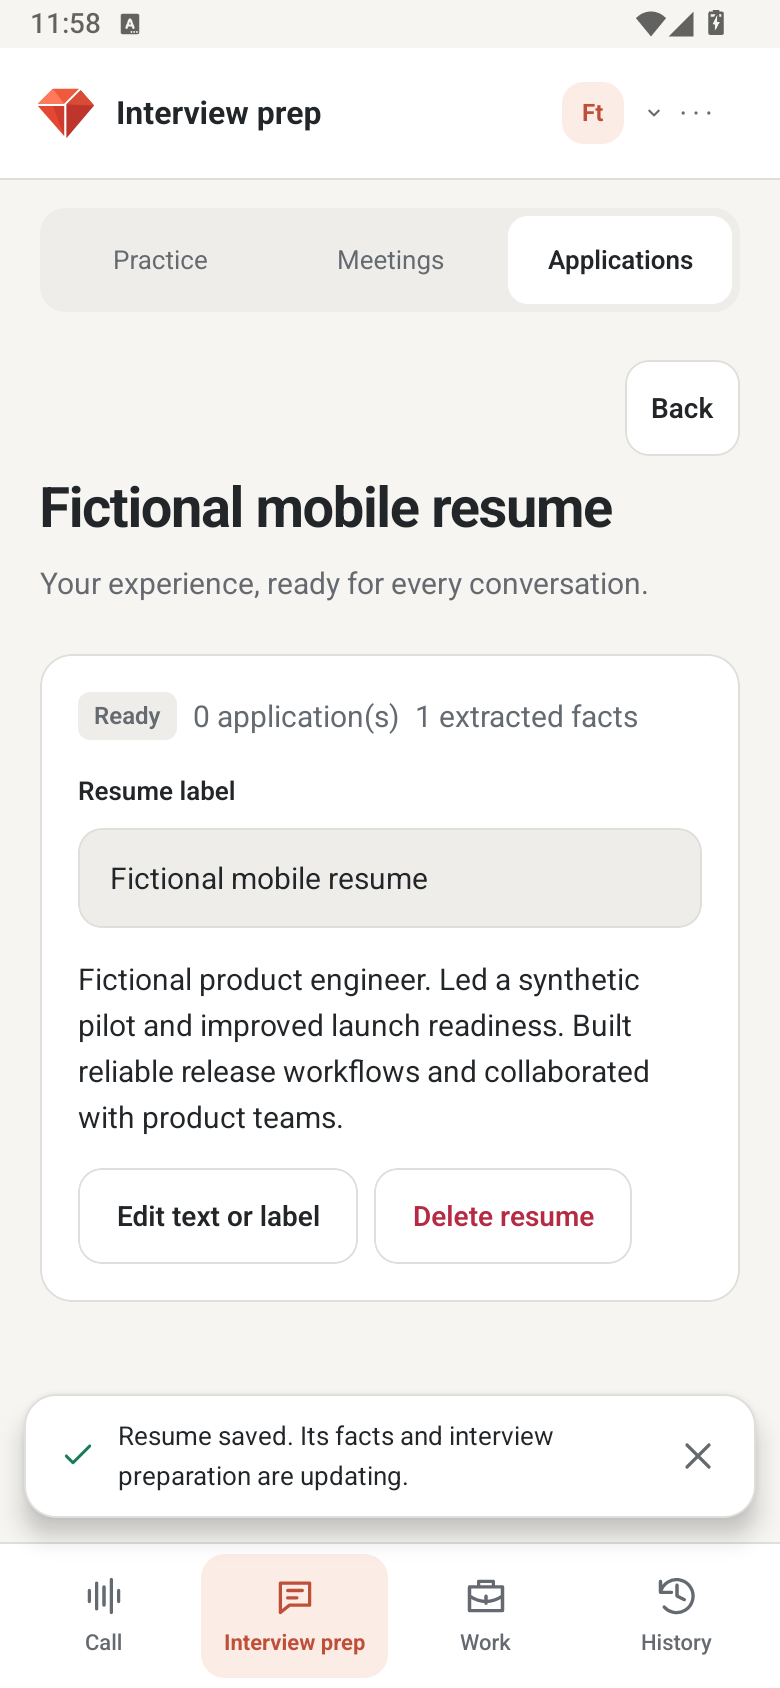 11:58
A
Interview prep
Ft
Practice
Meetings
Applications
Back
Fictional mobile resume
Your experience, ready for every conversation.
Ready
0 application(s)
1 extracted facts
Resume label
Fictional mobile resume
Fictional product engineer. Led a synthetic
pilot and improved launch readiness. Built
reliable release workflows and collaborated
with product teams.
Edit text or label
Delete resume
Resume saved. Its facts and interview
preparation are updating.
Call
Interview prep
Work
History